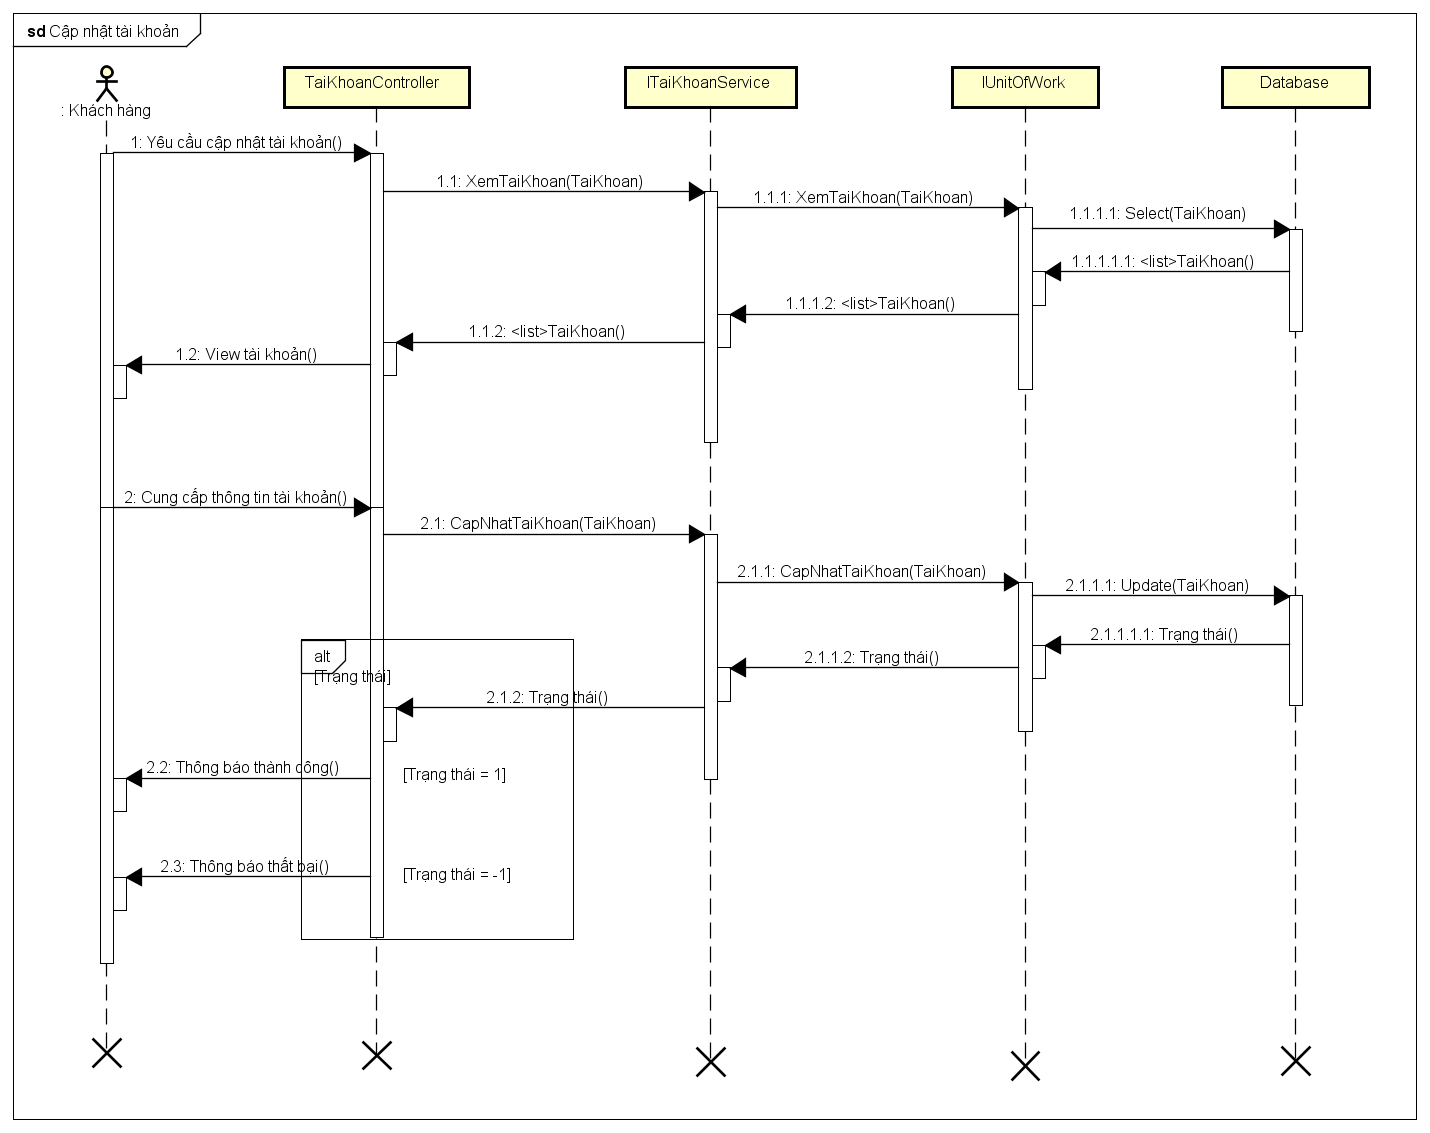 sd Cập nhật tài khoản
: Khách hàng
TaiKhoanController
ITaiKhoanService
IUnitOfWork
Database
1: Yêu cầu cập nhật tài khoản()
1.1: XemTaiKhoan(TaiKhoan)
1.1.1: XemTaiKhoan(TaiKhoan)
1.1.1.1: Select(TaiKhoan)
1.1.1.1.1: <list>TaiKhoan()
1.1.1.2: <list>TaiKhoan()
1.1.2: <list>TaiKhoan()
1.2: View tài khoản()
2: Cung cấp thông tin tài khoản()
2.1: CapNhatTaiKhoan(TaiKhoan)
2.1.1: CapNhatTaiKhoan(TaiKhoan)
2.1.1.1: Update(TaiKhoan)
2.1.1.1.1: Trạng thái()
2.1.1.2: Trạng thái()
alt
[Trạng thái]
2.1.2: Trạng thái()
2.2: Thông báo thành công()
[Trạng thái = 1]
2.3: Thông báo thất bại()
[Trạng thái = -1]